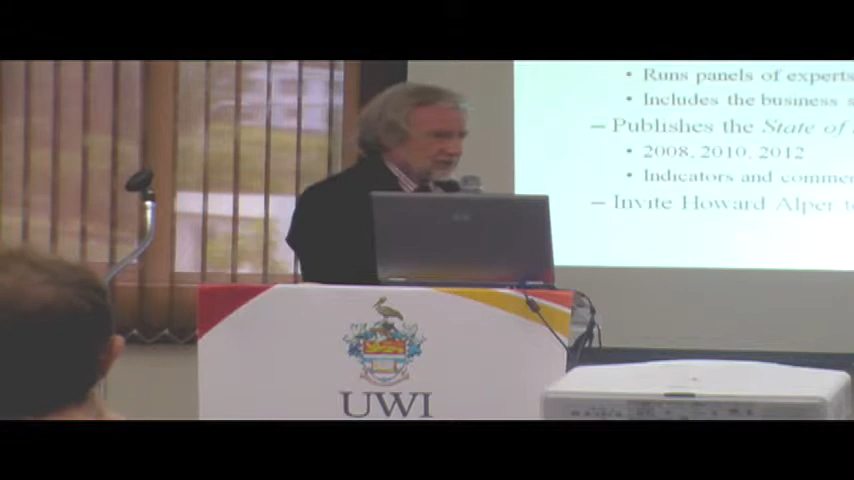 • Runs panels of experts
• Includes the business
– Publishes the State of
• 2008, 2010, 2012
• Indicators and
– Invite Howard Alper
UWI